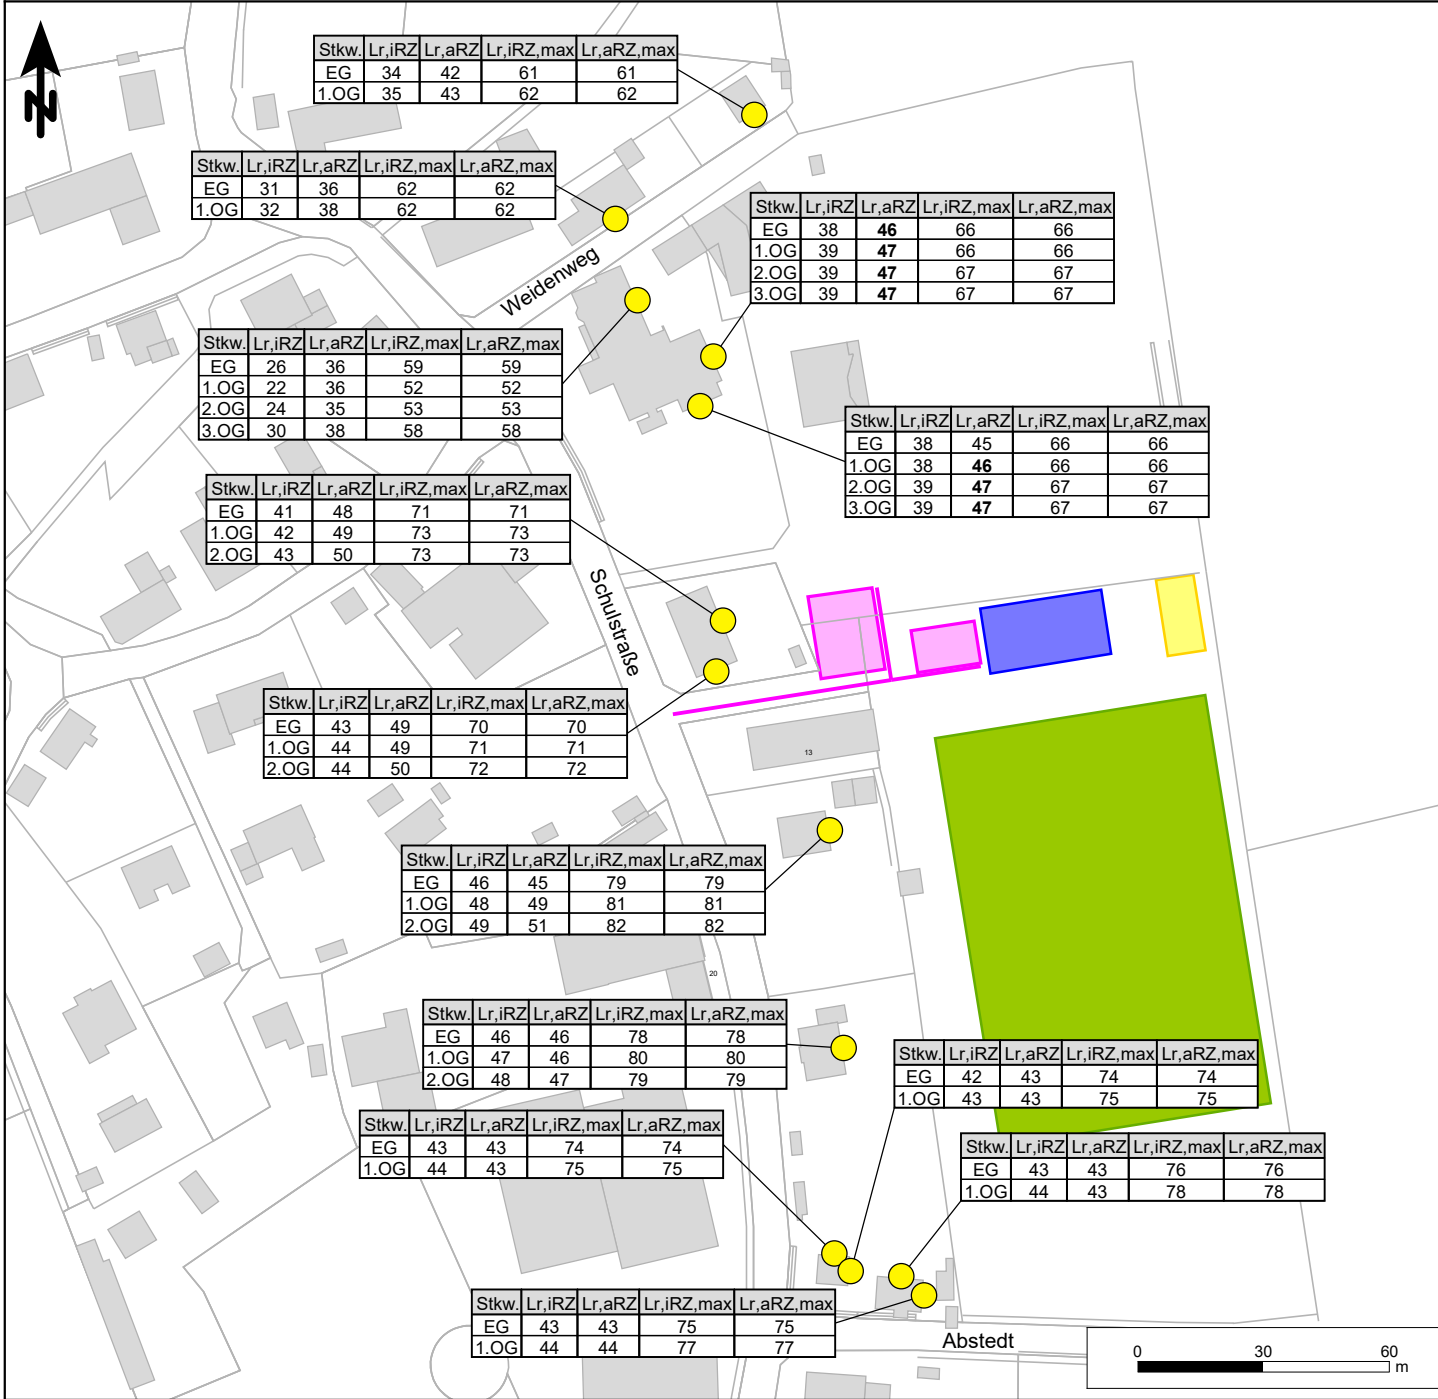 N
Stkw. Lr,iRZ Lr,aRZ Lr,iRZ,max Lr,aRZ,max
EG 34 42 61 61
1.OG 35 43 62 62
Stkw. Lr,iRZ Lr,aRZ Lr,iRZ,max Lr,aRZ,max
EG 31 36 62 62
1.OG 32 38 62 62
Stkw. Lr,iRZ Lr,aRZ Lr,iRZ,max Lr,aRZ,max
EG 38 46 66 66
1.OG 39 47 66 66
2.OG 39 47 67 67
3.OG 39 47 67 67
Weidenweg
Stkw. Lr,iRZ Lr,aRZ Lr,iRZ,max Lr,aRZ,max
EG 26 36 59 59
1.OG 22 36 52 52
2.OG 24 35 53 53
3.OG 30 38 58 58
Stkw. Lr,iRZ Lr,aRZ Lr,iRZ,max Lr,aRZ,max
EG 38 45 66 66
1.OG 38 46 66 66
2.OG 39 47 67 67
3.OG 39 47 67 67
Stkw. Lr,iRZ Lr,aRZ Lr,iRZ,max Lr,aRZ,max
EG 41 48 71 71
1.OG 42 49 73 73
2.OG 43 50 73 73
Schulstraße
Stkw. Lr,iRZ Lr,aRZ Lr,iRZ,max Lr,aRZ,max
EG 43 49 70 70
1.OG 44 49 71 71
2.OG 44 50 72 72
13
Stkw. Lr,iRZ Lr,aRZ Lr,iRZ,max Lr,aRZ,max
EG 46 45 79 79
1.OG 48 49 81 81
2.OG 49 51 82 82
20
Stkw. Lr,iRZ Lr,aRZ Lr,iRZ,max Lr,aRZ,max
EG 46 46 78 78
1.OG 47 46 80 80
2.OG 48 47 79 79
Stkw. Lr,iRZ Lr,aRZ Lr,iRZ,max Lr,aRZ,max
EG 42 43 74 74
1.OG 43 43 75 75
Stkw. Lr,iRZ Lr,aRZ Lr,iRZ,max Lr,aRZ,max
EG 43 43 74 74
1.OG 44 43 75 75
Stkw. Lr,iRZ Lr,aRZ Lr,iRZ,max Lr,aRZ,max
EG 43 43 76 76
1.OG 44 43 78 78
Stkw. Lr,iRZ Lr,aRZ Lr,iRZ,max Lr,aRZ,max
EG 43 43 75 75
1.OG 44 44 77 77
Abstedt
0 30 60
m